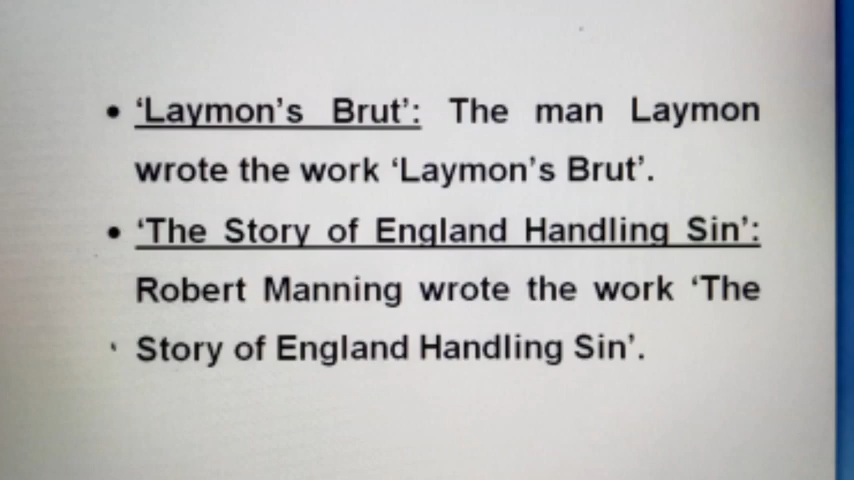 • ‘Laymon’s Brut’: The man Laymon
wrote the work ‘Laymon’s Brut’.
• ‘The Story of England Handling Sin’:
Robert Manning wrote the work ‘The
Story of England Handling Sin’.